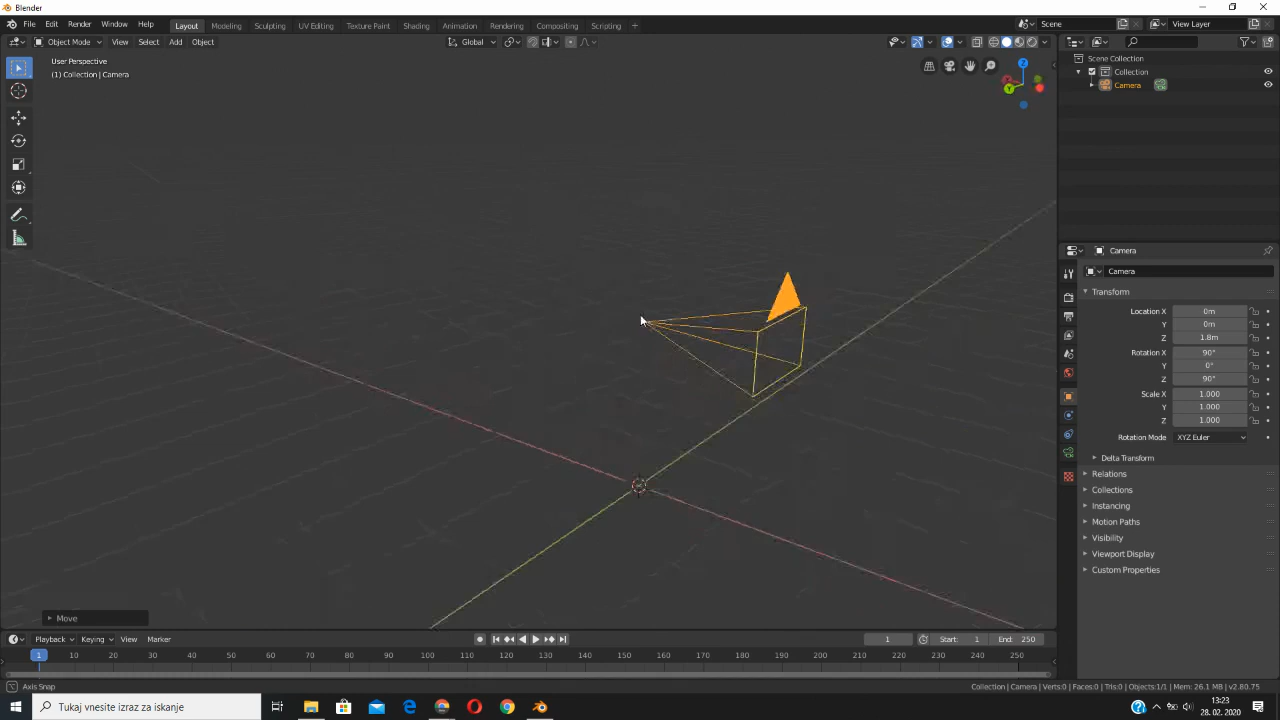 Blender
File Edit Render Window Help
Layout Modeling Sculpting UV Editing Texture Paint Shading Animation Rendering Compositing Scripting +
Scene
View Layer
Object Mode View Select Add Object
Global
User Perspective
(1) Collection | Camera
Z
Y
Scene Collection
Collection
Camera
Camera
Camera
Transform
Location X 0m
Y 0m
Z 1.8m
Rotation X 90°
Y 0°
Z 90°
Scale X 1.000
Y 1.000
Z 1.000
Rotation Mode XYZ Euler
Delta Transform
Relations
Collections
Instancing
Motion Paths
Visibility
Viewport Display
Custom Properties
Move
Playback Keying View Marker
1 Start: 1 End: 250
1 10 20 30 40 50 60 70 80 90 100 110 120 130 140 150 160 170 180 190 200 210 220 230 240 250
Axis Snap
Collection | Camera | Verts:0 | Faces:0 | Tris:0 | Objects:1/1 | Mem: 26.1 MB | v2.80.75
Tukaj vnesite izraz za iskanje
13:23
28. 02. 2020